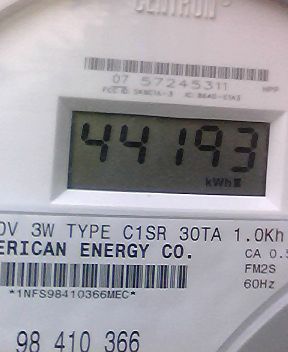 CENTRON
07 57245311
44193
kWh
0V 3W TYPE C1SR 30TA 1.0Kh
ERICAN ENERGY CO.
CA 0.5
FM2S
*1NFS98410366MEC*
60Hz
98 410 366